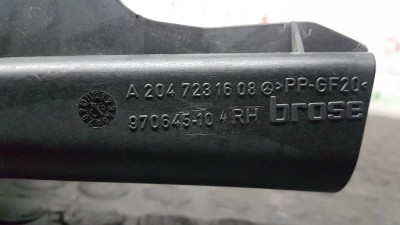 A 204 723 16 08 >PP-GF20<
970645-10 4 RH brose